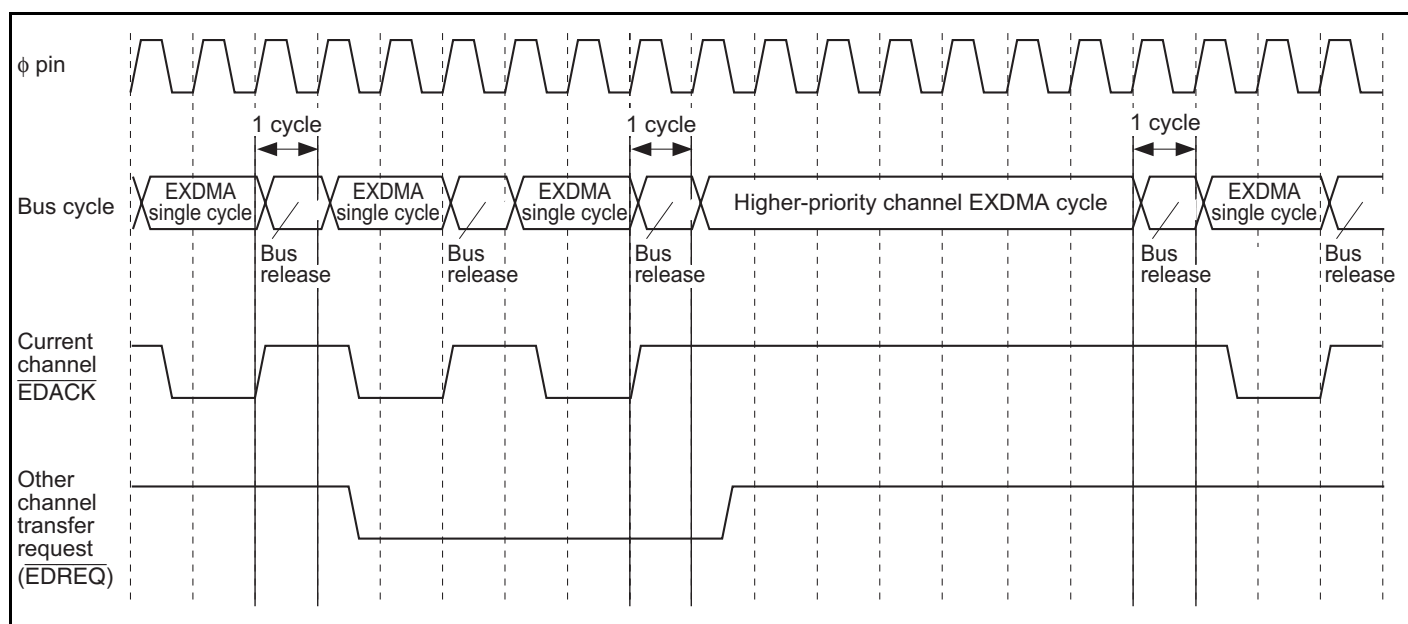 ϕ pin
1 cycle
1 cycle
1 cycle
Bus cycle
EXDMA
single cycle
EXDMA
single cycle
EXDMA
single cycle
Higher-priority channel EXDMA cycle
EXDMA
single cycle
Bus
release
Bus
release
Bus
release
Bus
release
Bus
release
Current
channel
EDACK
Other
channel
transfer
request
(EDREQ)